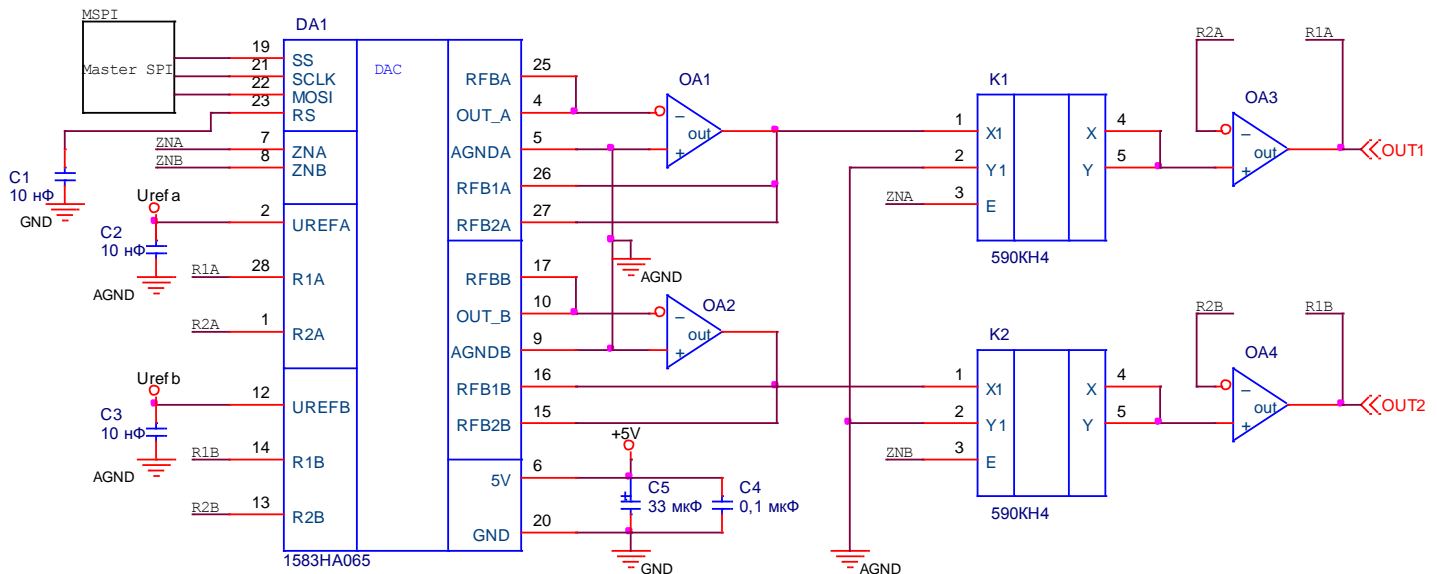 MSPI
Master SPI
DA1
DAC
19 SS
21 SCLK
22 MOSI
23 RS
ZNA 7 ZNA
ZNB 8 ZNB
C1
10 нФ
GND
Urefa
2 UREFA
C2
10 нФ
AGND
R1A 28 R1A
R2A 1 R2A
Urefb
12 UREFB
C3
10 нФ
AGND
R1B 14 R1B
R2B 13 R2B
1583НА065
RFBA 25
OUT_A 4
AGNDA 5
RFB1A 26
RFB2A 27
RFBB 17
OUT_B 10
AGNDB 9
RFB1B 16
RFB2B 15
5V 6
GND 20
OA1
− out +
AGND
OA2
− out +
+5V
C5
33 мкФ
C4
0,1 мкФ
GND
K1
1 X1 X 4
2 Y1 Y 5
ZNA 3 E
590КН4
R2A R1A
OA3
− out +
OUT1
K2
1 X1 X 4
2 Y1 Y 5
ZNB 3 E
590КН4
AGND
R2B R1B
OA4
− out +
OUT2